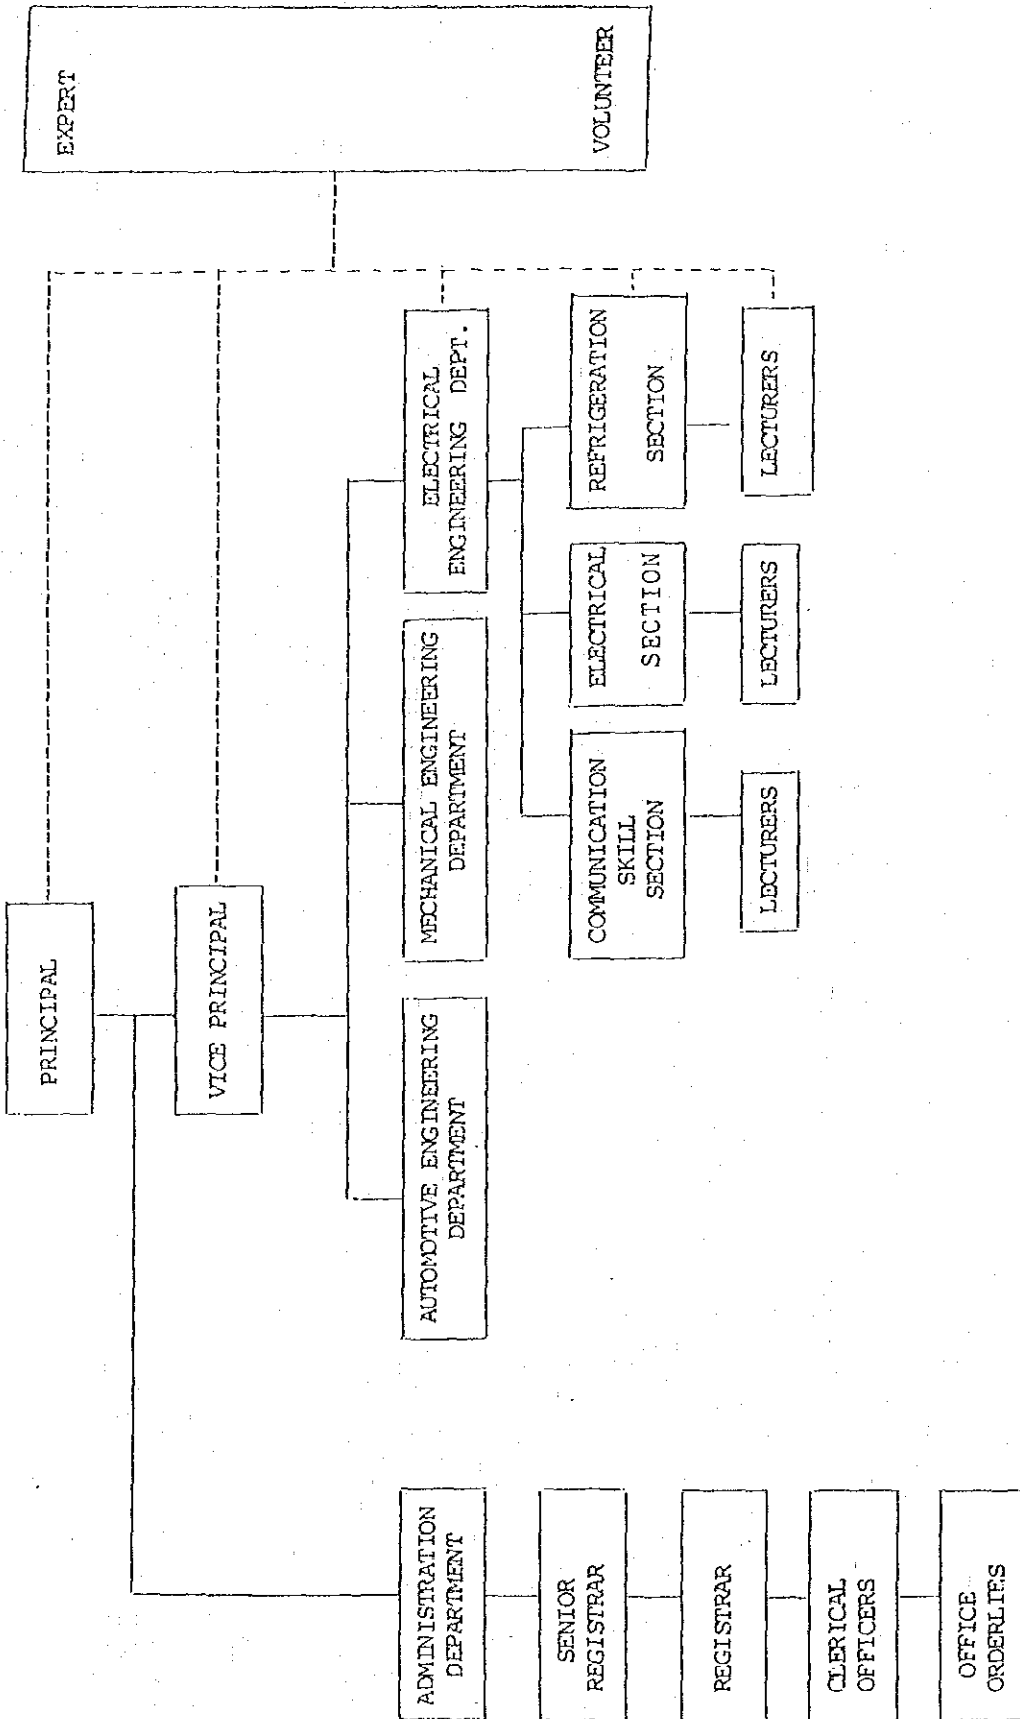 EXPERT
VOLUNTEER
PRINCIPAL
VICE PRINCIPAL
ADMINISTRATION
DEPARTMENT
AUTOMOTIVE ENGINEERING
DEPARTMENT
MECHANICAL ENGINEERING
DEPARTMENT
ELECTRICAL
ENGINEERING DEPT.
SENIOR
REGISTRAR
COMMUNICATION
SKILL
SECTION
ELECTRICAL
SECTION
REFRIGERATION
SECTION
REGISTRAR
LECTURERS
LECTURERS
LECTURERS
CLERICAL
OFFICERS
OFFICE
ORDERLIES